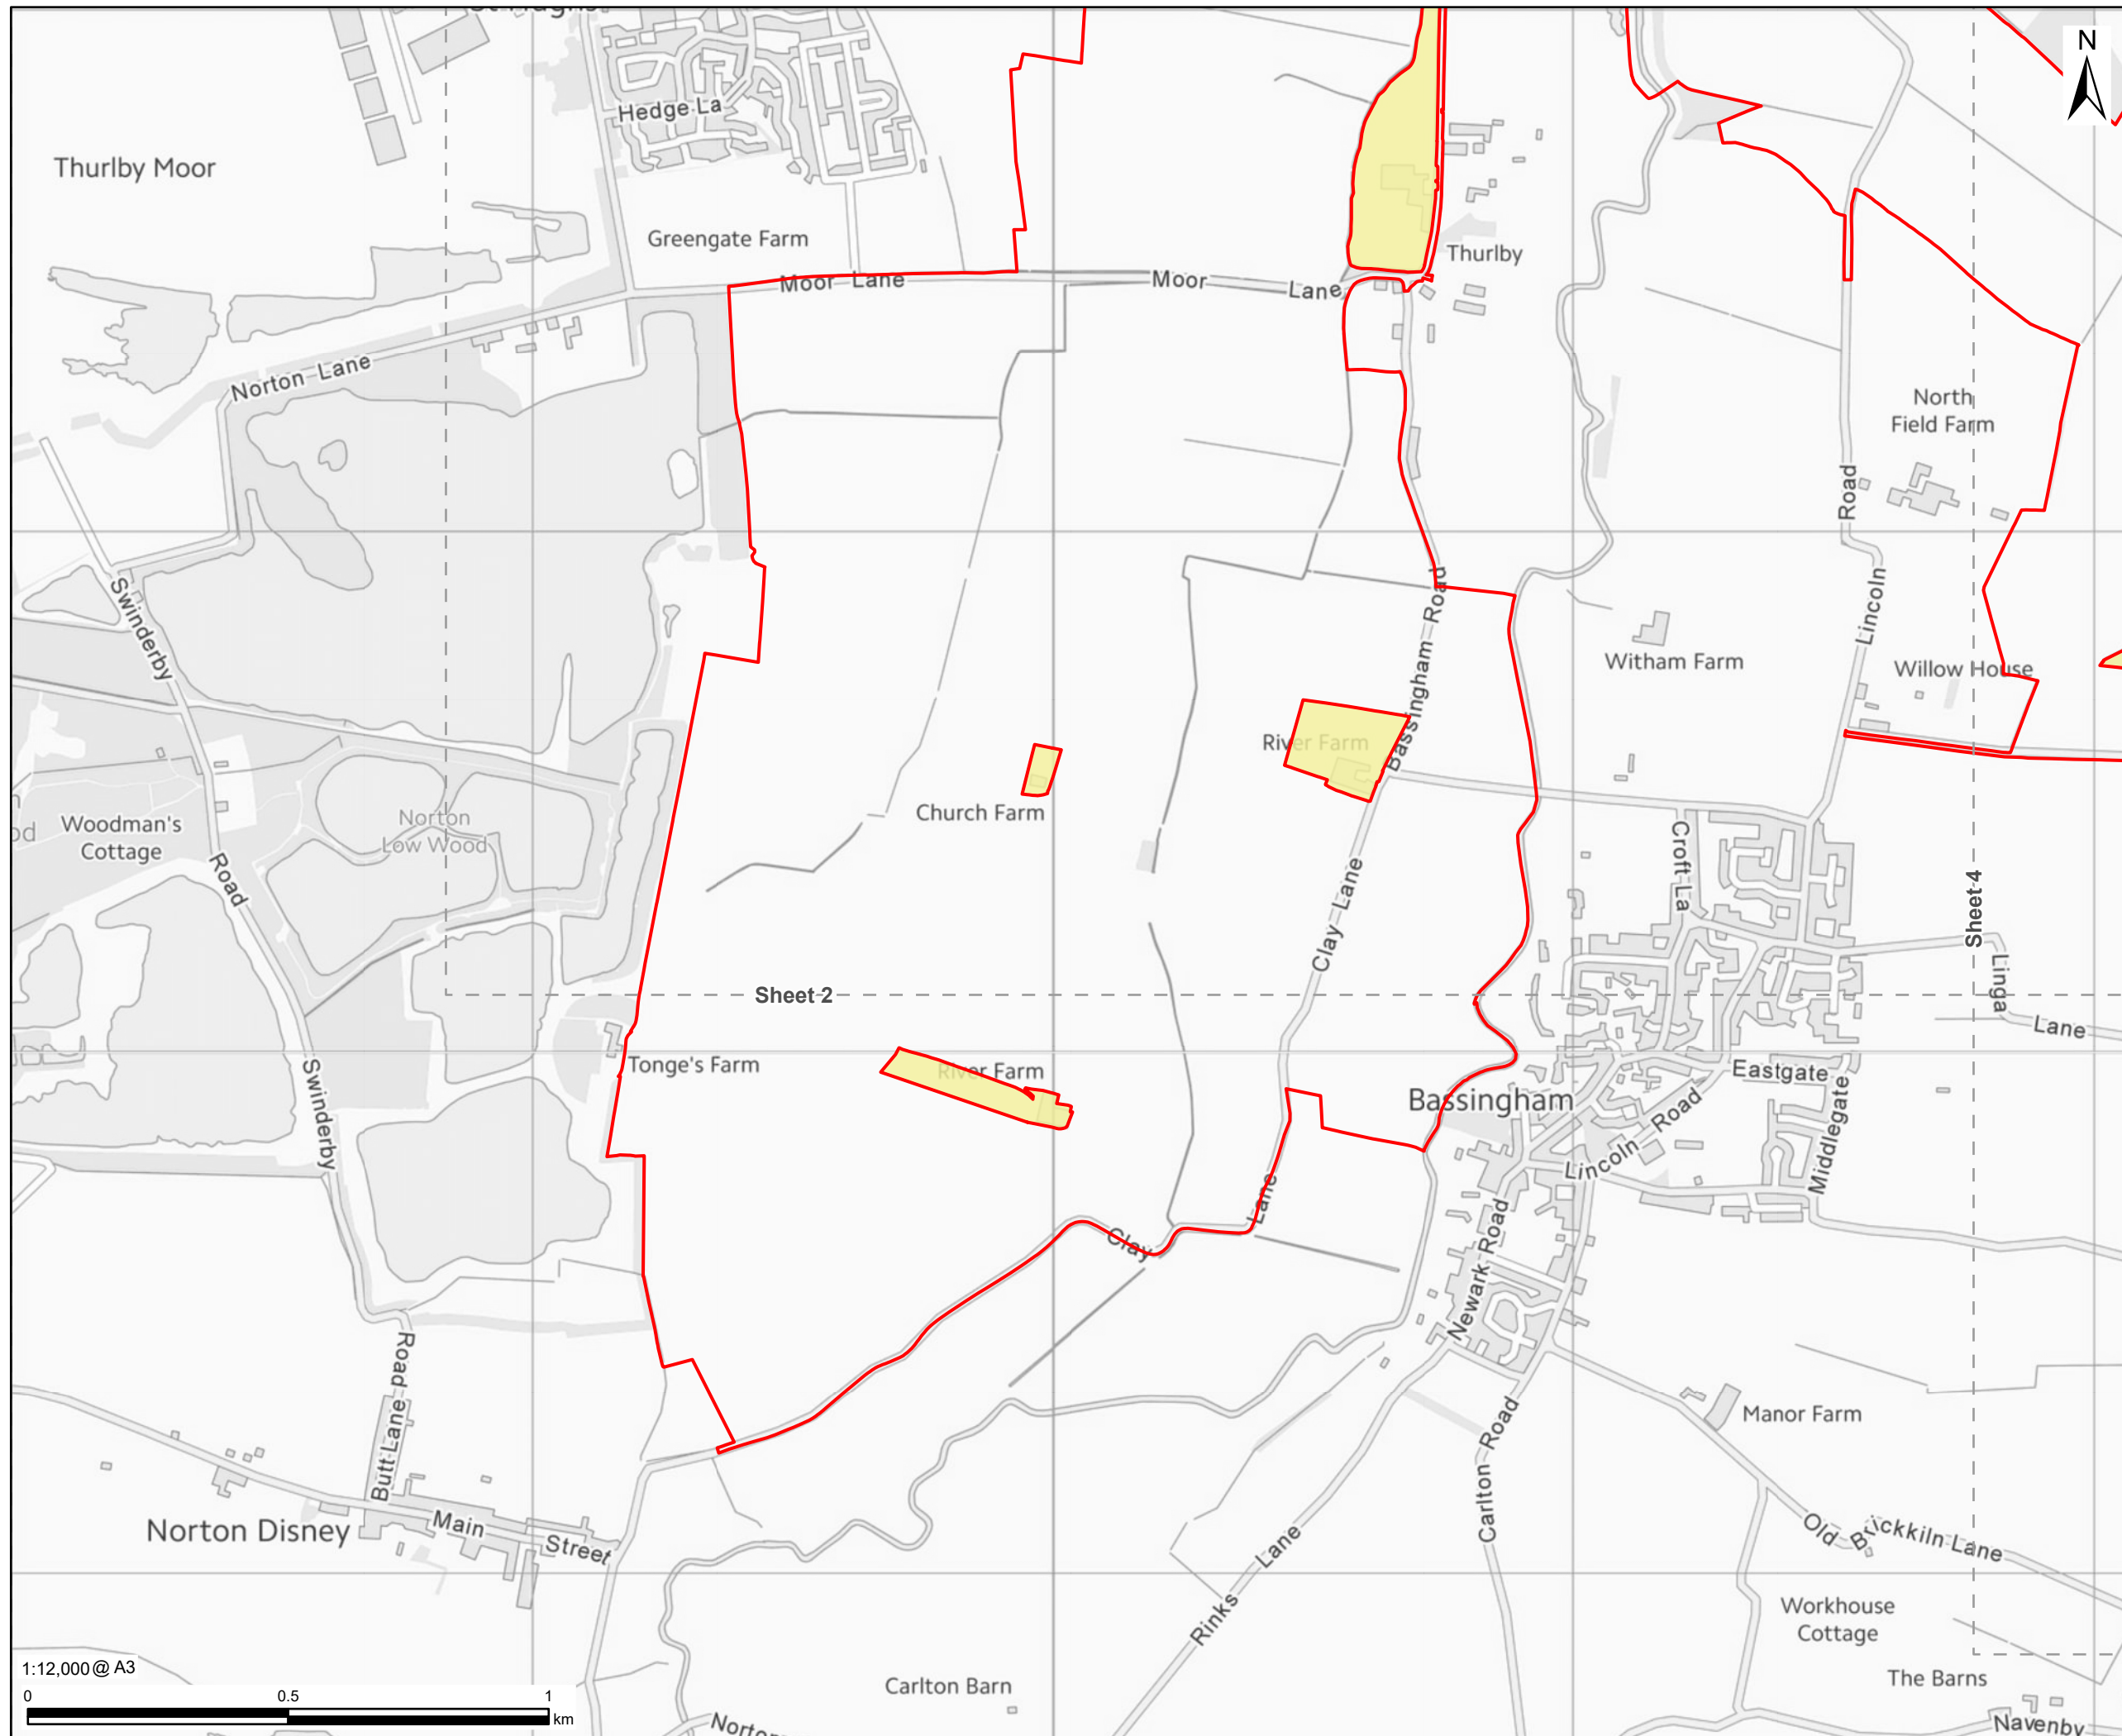 N
Hedge La
Thurlby Moor
Greengate Farm
Thurlby
Moor Lane
Moor Lane
Norton Lane
North
Field Farm
Road
Lincoln
Swinderby
Bassingham Road
Witham Farm
Willow House
River Farm
Church Farm
Woodman's
Cottage
Norton
Low Wood
Road
Croft La
Clay Lane
Sheet 4
Linga
Lane
Sheet 2
Tonge's Farm
River Farm
Eastgate
Bassingham
Swinderby
Lincoln Road
Middlegate
Lane
Clay
Newark Road
Road
Butt Lane
Manor Farm
Carlton Road
Norton Disney
Main Street
Old Brickkiln Lane
Rinks Lane
Workhouse
Cottage
1:12,000 @ A3
The Barns
Carlton Barn
0 0.5 1
km
Navenby